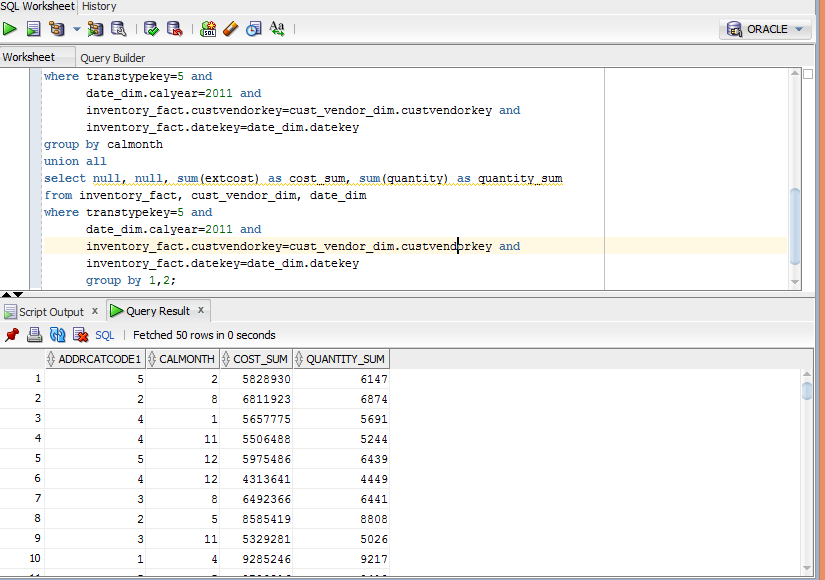 SQL Worksheet History
ORACLE
Worksheet Query Builder
where transtypekey=5 and
date_dim.calyear=2011 and
inventory_fact.custvendorkey=cust_vendor_dim.custvendorkey and
inventory_fact.datekey=date_dim.datekey
group by calmonth
union all
select null, null, sum(extcost) as cost_sum, sum(quantity) as quantity_sum
from inventory_fact, cust_vendor_dim, date_dim
where transtypekey=5 and
date_dim.calyear=2011 and
inventory_fact.custvendorkey=cust_vendor_dim.custvendorkey and
inventory_fact.datekey=date_dim.datekey
group by 1,2;
Script Output x Query Result x
SQL | Fetched 50 rows in 0 seconds
ADDRCATCODE1 CALMONTH COST_SUM QUANTITY_SUM
1 5 2 5828930 6147
2 2 8 6811923 6874
3 4 1 5657775 5691
4 4 11 5506488 5244
5 5 12 5975486 6439
6 4 12 4313641 4449
7 3 8 6492366 6441
8 2 5 8585419 8808
9 3 11 5329281 5026
10 1 4 9285246 9217